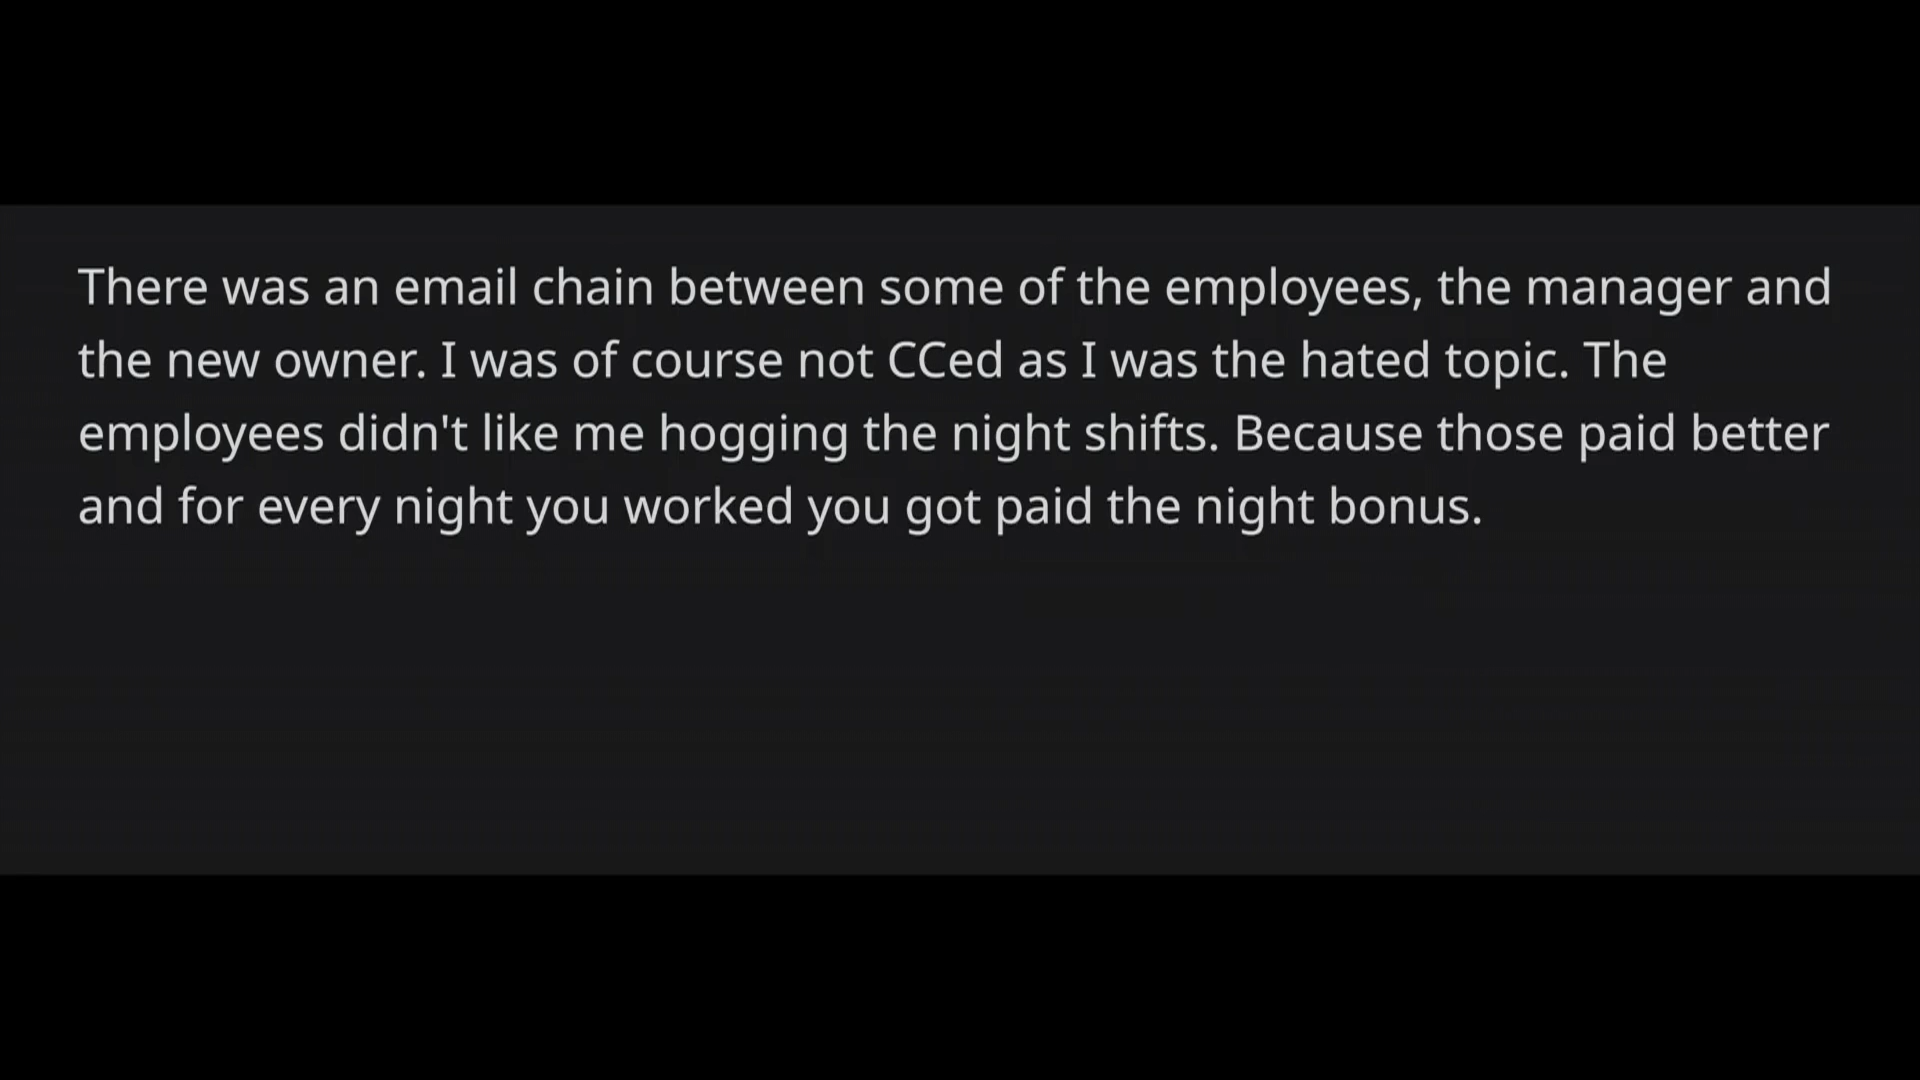 There was an email chain between some of the employees, the manager and
the new owner. I was of course not CCed as I was the hated topic. The
employees didn't like me hogging the night shifts. Because those paid better
and for every night you worked you got paid the night bonus.